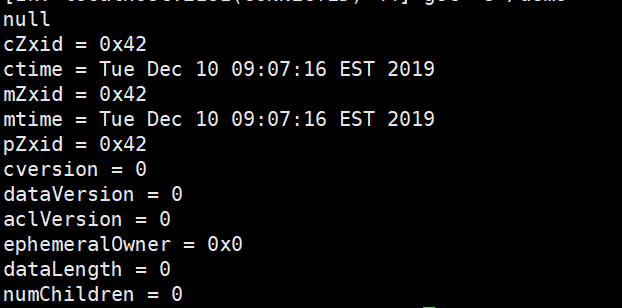 null
cZxid = 0x42
ctime = Tue Dec 10 09:07:16 EST 2019
mZxid = 0x42
mtime = Tue Dec 10 09:07:16 EST 2019
pZxid = 0x42
cversion = 0
dataVersion = 0
aclVersion = 0
ephemeralOwner = 0x0
dataLength = 0
numChildren = 0